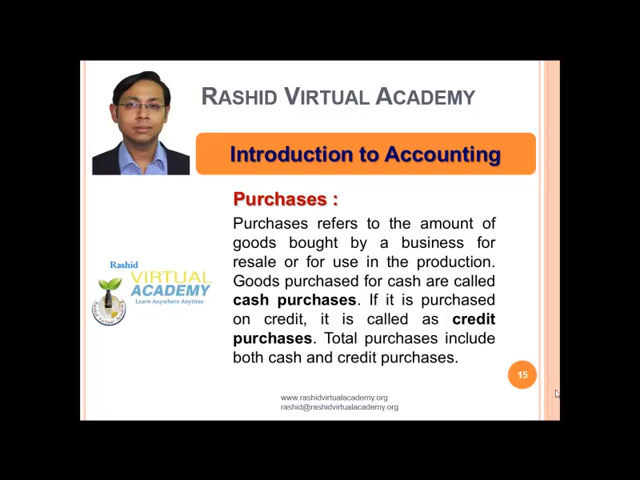 RASHID VIRTUAL ACADEMY
Introduction to Accounting
Purchases :
Purchases refers to the amount of
goods bought by a business for
resale or for use in the production.
Goods purchased for cash are called
cash purchases. If it is purchased
on credit, it is called as credit
purchases. Total purchases include
both cash and credit purchases.
Rashid
VIRTUAL
ACADEMY
Learn Anywhere Anytime
15
www.rashidvirtualacademy.org
rashid@rashidvirtualacademy.org